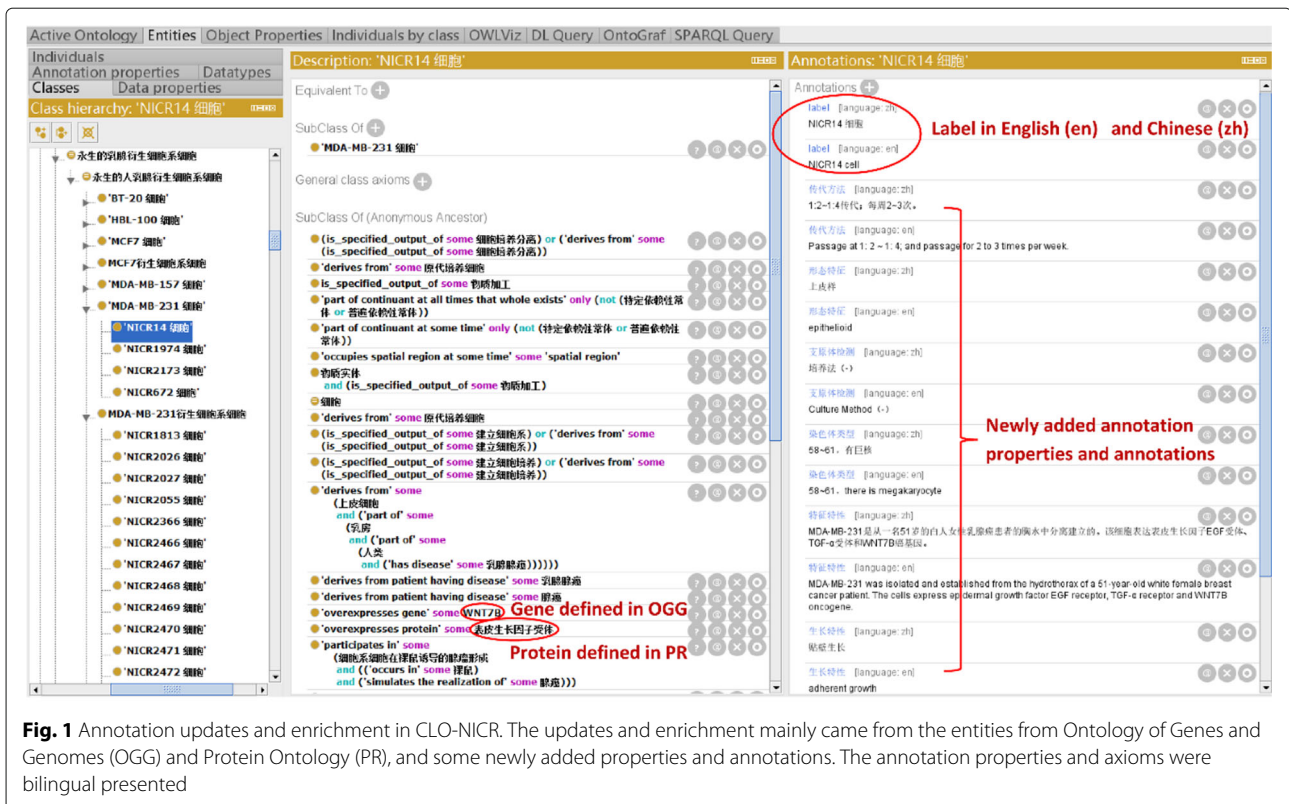 Active Ontology Entities Object Properties Individuals by class OWLViz DL Query OntoGraf SPARQL Query
Individuals
Annotation properties Datatypes
Classes Data properties
Class hierarchy: 'NICR14 细胞'
永生的乳腺衍生细胞系细胞
永生的人乳腺衍生细胞系细胞
'BT-20 细胞'
'HBL-100 细胞'
'MCF7 细胞'
MCF7衍生细胞系细胞
'MDA-MB-157 细胞'
'MDA-MB-231 细胞'
'NICR14 细胞'
'NICR1974 细胞'
'NICR2173 细胞'
'NICR672 细胞'
MDA-MB-231衍生细胞系细胞
'NICR1813 细胞'
'NICR2026 细胞'
'NICR2027 细胞'
'NICR2055 细胞'
'NICR2366 细胞'
'NICR2466 细胞'
'NICR2467 细胞'
'NICR2468 细胞'
'NICR2469 细胞'
'NICR2470 细胞'
'NICR2471 细胞'
'NICR2472 细胞'
Description: 'NICR14 细胞'
Equivalent To
SubClass Of
'MDA-MB-231 细胞'
General class axioms
SubClass Of (Anonymous Ancestor)
(is_specified_output_of some 细胞培养分离) or ('derives from' some
(is_specified_output_of some 细胞培养分离))
'derives from' some 原代培养细胞
is_specified_output_of some 物质加工
'part of continuant at all times that whole exists' only (not (特定依赖性常
体 or 普遍依赖性常体))
'part of continuant at some time' only (not (特定依赖性常体 or 普遍依赖性
常体))
'occupies spatial region at some time' some 'spatial region'
物质实体
and (is_specified_output_of some 物质加工)
细胞
'derives from' some 原代培养细胞
(is_specified_output_of some 建立细胞系) or ('derives from' some
(is_specified_output_of some 建立细胞系))
(is_specified_output_of some 建立细胞培养) or ('derives from' some
(is_specified_output_of some 建立细胞培养))
'derives from' some
(上皮细胞
and ('part of' some
(乳房
and ('part of' some
(人类
and ('has disease' some 乳腺腺癌))))))
'derives from patient having disease' some 乳腺腺癌
'derives from patient having disease' some 腺癌
'overexpresses gene' some WNT7B Gene defined in OGG
'overexpresses protein' some 表皮生长因子受体
Protein defined in PR
'participates in' some
(细胞系细胞在裸鼠诱导的腺癌形成
and (('occurs in' some 裸鼠)
and ('simulates the realization of' some 腺癌)))
Annotations: 'NICR14 细胞'
Annotations
label [language: zh]
NICR14 细胞
label [language: en]
NICR14 cell
Label in English (en) and Chinese (zh)
传代方法 [language: zh]
1:2~1:4传代；每周2~3次。
传代方法 [language: en]
Passage at 1: 2 ~ 1: 4; and passage for 2 to 3 times per week.
形态特征 [language: zh]
上皮样
形态特征 [language: en]
epithelioid
支原体检测 [language: zh]
培养法 (-)
支原体检测 [language: en]
Culture Method (-)
染色体类型 [language: zh]
58~61，有巨核
染色体类型 [language: en]
58~61，there is megakaryocyte
Newly added annotation
properties and annotations
特征特性 [language: zh]
MDA-MB-231是从一名51岁的白人女性乳腺癌患者的胸水中分离建立的。该细胞表达表皮生长因子EGF受体、
TGF-α受体和WNT7B癌基因。
特征特性 [language: en]
MDA-MB-231 was isolated and established from the hydrothorax of a 51-year-old white female breast
cancer patient. The cells express epidermal growth factor EGF receptor, TGF-ε receptor and WNT7B
oncogene.
生长特性 [language: zh]
贴壁生长
生长特性 [language: en]
adherent growth
Fig. 1 Annotation updates and enrichment in CLO-NICR. The updates and enrichment mainly came from the entities from Ontology of Genes and
Genomes (OGG) and Protein Ontology (PR), and some newly added properties and annotations. The annotation properties and axioms were
bilingual presented